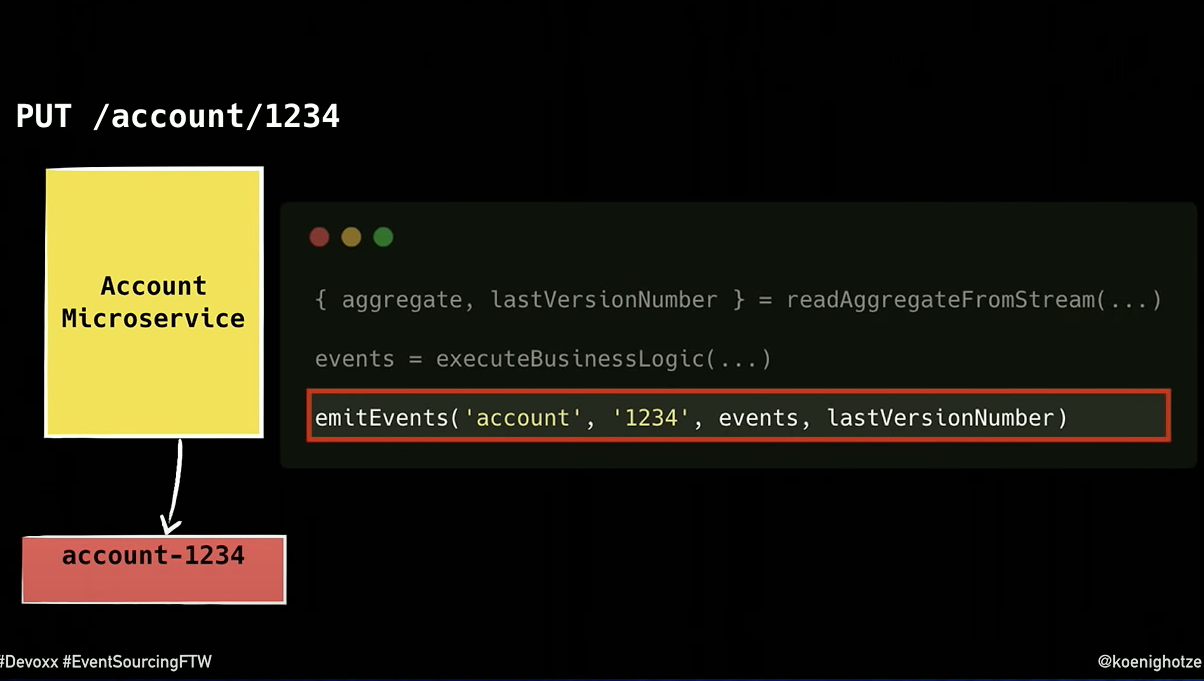 PUT /account/1234
Account
Microservice
{ aggregate, lastVersionNumber } = readAggregateFromStream(...)
events = executeBusinessLogic(...)
emitEvents('account', '1234', events, lastVersionNumber)
account-1234
#Devoxx #EventSourcingFTW
@koenighotze